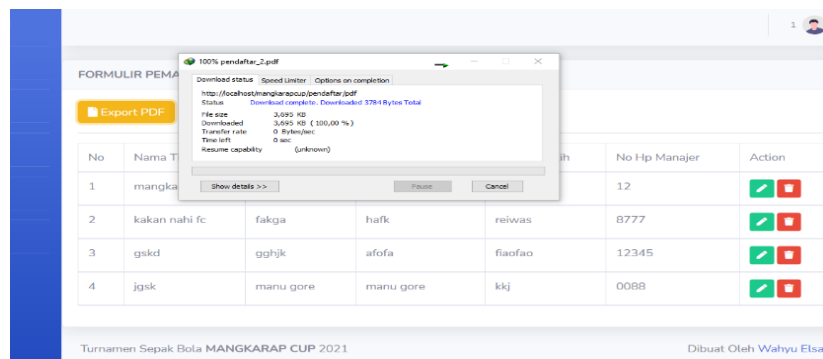 1
FORMULIR PEMA
Export PDF
100% pendaftar_2.pdf
Download status Speed Limiter Options on completion
http://localhost/mangkarapcup/pendaftar/pdf
Status Download complete. Downloaded 3784 Bytes Total
File size 3,695 KB
Downloaded 3,695 KB ( 100,00 % )
Transfer rate 0 Bytes/sec
Time left 0 sec
Resume capability (unknown)
Show details >> Pause Cancel
No Nama T ih No Hp Manajer Action
1 mangka 12
2 kakan nahi fc fakga hafk reiwas 8777
3 gskd gghjk afofa fiaofao 12345
4 jgsk manu gore manu gore kkj 0088
Turnamen Sepak Bola MANGKARAP CUP 2021 Dibuat Oleh Wahyu Elsa